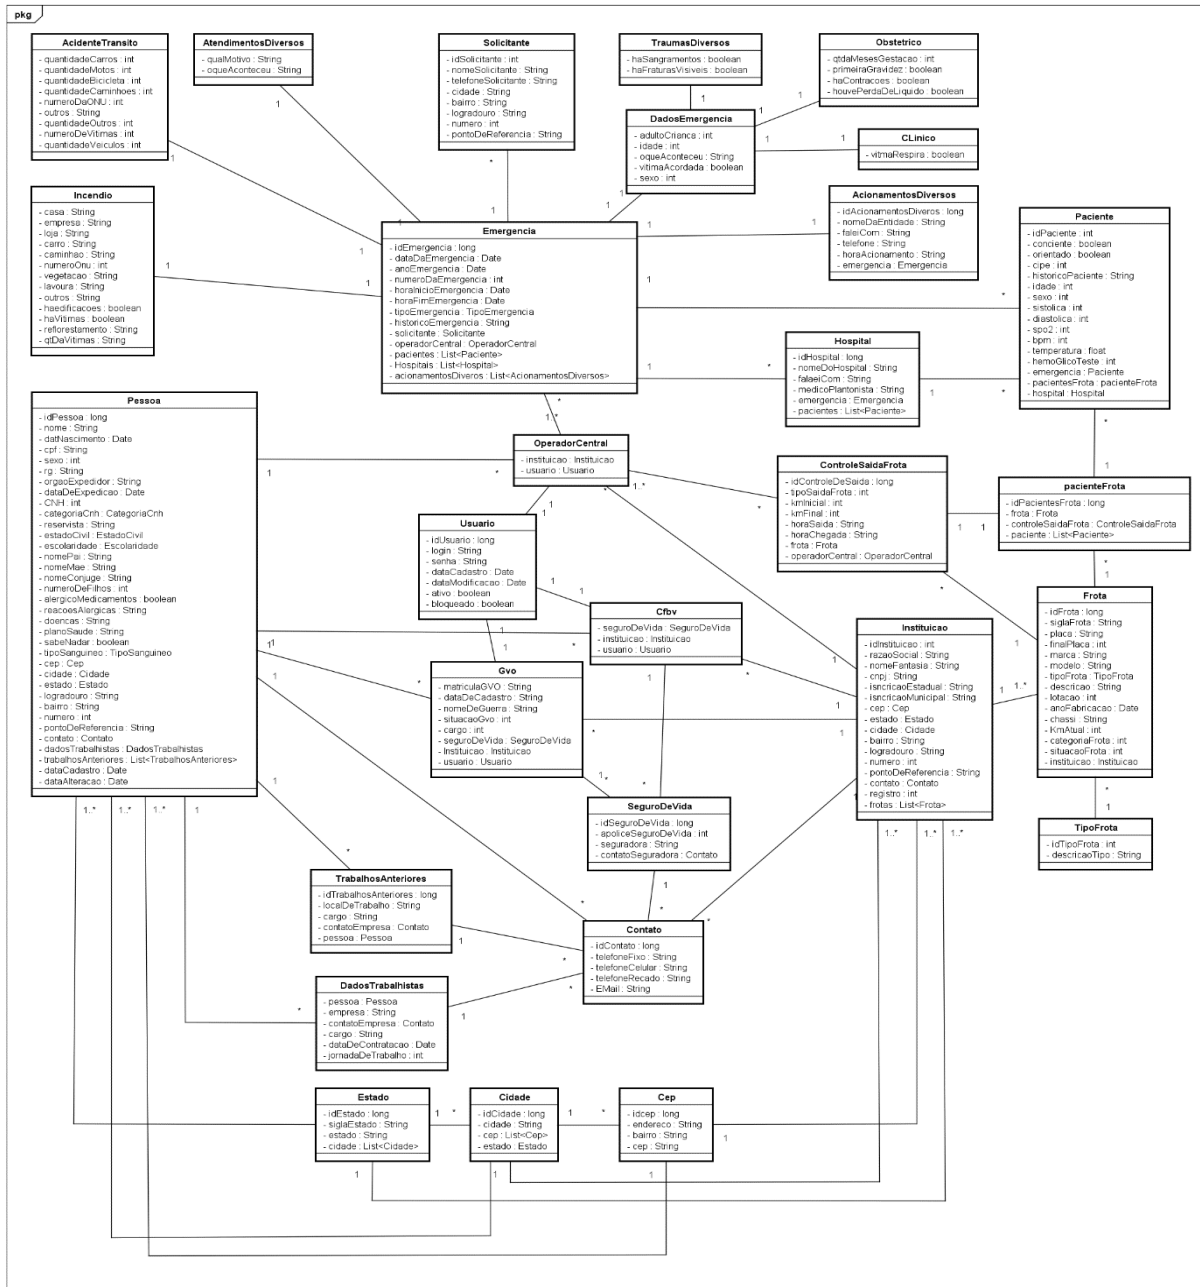 pkg
AcidenteTransito
- quantidadeCarros : int
- quantidadeMotos : int
- quantidadeBicicleta : int
- quantidadeCaminhoes : int
- numeroDaONU : int
- outros : String
- quantidadeOutros : int
- numeroDeVitimas : int
- quantidadeVeiculos : int
AtendimentosDiversos
- qualMotivo : String
- oqueAconteceu : String
Solicitante
- idSolicitante : int
- nomeSolicitante : String
- telefoneSolicitante : String
- cidade : String
- bairro : String
- logradouro : String
- numero : int
- pontoDeReferencia : String
TraumasDiversos
- haSangramentos : boolean
- haFraturasVisiveis : boolean
Obstetrico
- qtdaMesesGestacao : int
- primeiraGravidez : boolean
- haContracoes : boolean
- houvePerdaDeLiquido : boolean
DadosEmergencia
- adultoCrianca : int
- idade : int
- oqueAconteceu : String
- vitimaAcordada : boolean
- sexo : int
CLinico
- vitmaRespira : boolean
Incendio
- casa : String
- empresa : String
- loja : String
- carro : String
- caminhao : String
- numeroOnu : int
- vegetacao : String
- lavoura : String
- outros : String
- haedificacoes : boolean
- haVitimas : boolean
- reflorestamento : String
- qtDaVitimas : String
Emergencia
- idEmergencia : long
- dataDaEmergencia : Date
- anoEmergencia : Date
- numeroDaEmergencia : int
- horaInicioEmergencia : Date
- horaFimEmergencia : Date
- tipoEmergencia : TipoEmergencia
- historicoEmergencia : String
- solicitante : Solicitante
- operadorCentral : OperadorCentral
- pacientes : List<Paciente>
- Hospitais : List<Hospital>
- acionamentosDiveros : List<AcionamentosDiversos>
AcionamentosDiversos
- idAcionamentosDiveros : long
- nomeDaEntidade : String
- faleiCom : String
- telefone : String
- horaAcionamento : String
- emergencia : Emergencia
Paciente
- idPaciente : int
- conciente : boolean
- orientado : boolean
- cipe : int
- historicoPaciente : String
- idade : int
- sexo : int
- sistolica : int
- diastolica : int
- spo2 : int
- bpm : int
- temperatura : float
- hemoGlicoTeste : int
- emergencia : Paciente
- pacientesFrota : pacienteFrota
- hospital : Hospital
Hospital
- idHospital : long
- nomeDoHospital : String
- falaeiCom : String
- medicoPlantonista : String
- emergencia : Emergencia
- pacientes : List<Paciente>
Pessoa
- idPessoa : long
- nome : String
- datNascimento : Date
- cpf : String
- sexo : int
- rg : String
- orgaoExpedidor : String
- dataDeExpedicao : Date
- CNH : int
- categoriaCnh : CategoriaCnh
- reservista : String
- estadoCivil : EstadoCivil
- escolaridade : Escolaridade
- nomePai : String
- nomeMae : String
- nomeConjuge : String
- numeroDeFilhos : int
- alergicoMedicamentos : boolean
- reacoesAlergicas : String
- doencas : String
- planoSaude : String
- sabeNadar : boolean
- tipoSanguineo : TipoSanguineo
- cep : Cep
- cidade : Cidade
- estado : Estado
- logradouro : String
- bairro : String
- numero : int
- pontoDeReferencia : String
- contato : Contato
- dadosTrabalhistas : DadosTrabalhistas
- trabalhosAnteriores : List<TrabalhosAnteriores>
- dataCadastro : Date
- dataAlteracao : Date
OperadorCentral
- instituicao : Instituicao
- usuario : Usuario
ControleSaidaFrota
- idControleDeSaida : long
- tipoSaidaFrota : int
- kmInicial : int
- kmFinal : int
- horaSaida : String
- horaChegada : String
- frota : Frota
- operadorCentral : OperadorCentral
pacienteFrota
- idPacientesFrota : long
- frota : Frota
- controleSaidaFrota : ControleSaidaFrota
- paciente : List<Paciente>
Usuario
- idUsuario : long
- login : String
- senha : String
- dataCadastro : Date
- dataModificacao : Date
- ativo : boolean
- bloqueado : boolean
Cfbv
- seguroDeVida : SeguroDeVida
- instituicao : Instituicao
- usuario : Usuario
Instituicao
- idInstituicao : int
- razaoSocial : String
- nomeFantasia : String
- cnpj : String
- iscricaoEstadual : String
- iscricaoMunicipal : String
- cep : Cep
- estado : Estado
- cidade : Cidade
- bairro : String
- logradouro : String
- numero : int
- pontoDeReferencia : String
- contato : Contato
- registro : int
- frotas : List<Frota>
Frota
- idFrota : long
- siglaFrota : String
- placa : String
- finalPlaca : int
- marca : String
- modelo : String
- tipoFrota : TipoFrota
- descricao : String
- lotacao : int
- anoFabricacao : Date
- chassi : String
- KmAtual : int
- categoriaFrota : int
- situacaoFrota : int
- instituicao : Instituicao
Gvo
- matriculaGVO : String
- dataDeCadastro : String
- nomeDeGuerra : String
- situacaoGvo : int
- cargo : int
- seguroDeVida : SeguroDeVida
- Instituicao : Instituicao
- usuario : Usuario
SeguroDeVida
- idSeguroDeVida : long
- apoliceSeguroDeVida : int
- seguradora : String
- contatoSeguradora : Contato
TipoFrota
- idTipoFrota : int
- descricaoTipo : String
TrabalhosAnteriores
- idTrabalhosAnteriores : long
- localDeTrabalho : String
- cargo : String
- contatoEmpresa : Contato
- pessoa : Pessoa
Contato
- idContato : long
- telefoneFixo : String
- telefoneCelular : String
- telefoneRecado : String
- EMail : String
DadosTrabalhistas
- pessoa : Pessoa
- empresa : String
- contatoEmpresa : Contato
- cargo : String
- dataDeContratacao : Date
- jornadaDeTrabalho : int
Estado
- idEstado : long
- siglaEstado : String
- estado : String
- cidade : List<Cidade>
Cidade
- idCidade : long
- cidade : String
- cep : List<Cep>
- estado : Estado
Cep
- idcep : long
- endereco : String
- bairro : String
- cep : String